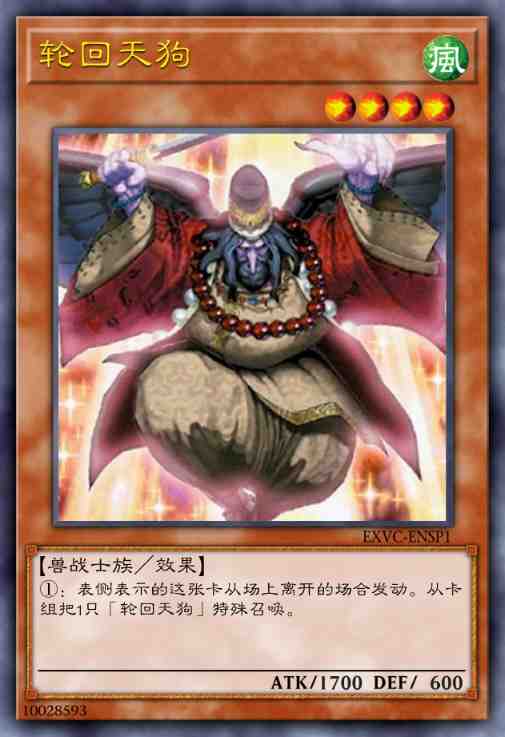 轮回天狗
風
EXVC-ENSP1
【兽战士族／效果】
①：表侧表示的这张卡从场上离开的场合发动。从卡
组把1只「轮回天狗」特殊召唤。
ATK/1700 DEF/ 600
10028593